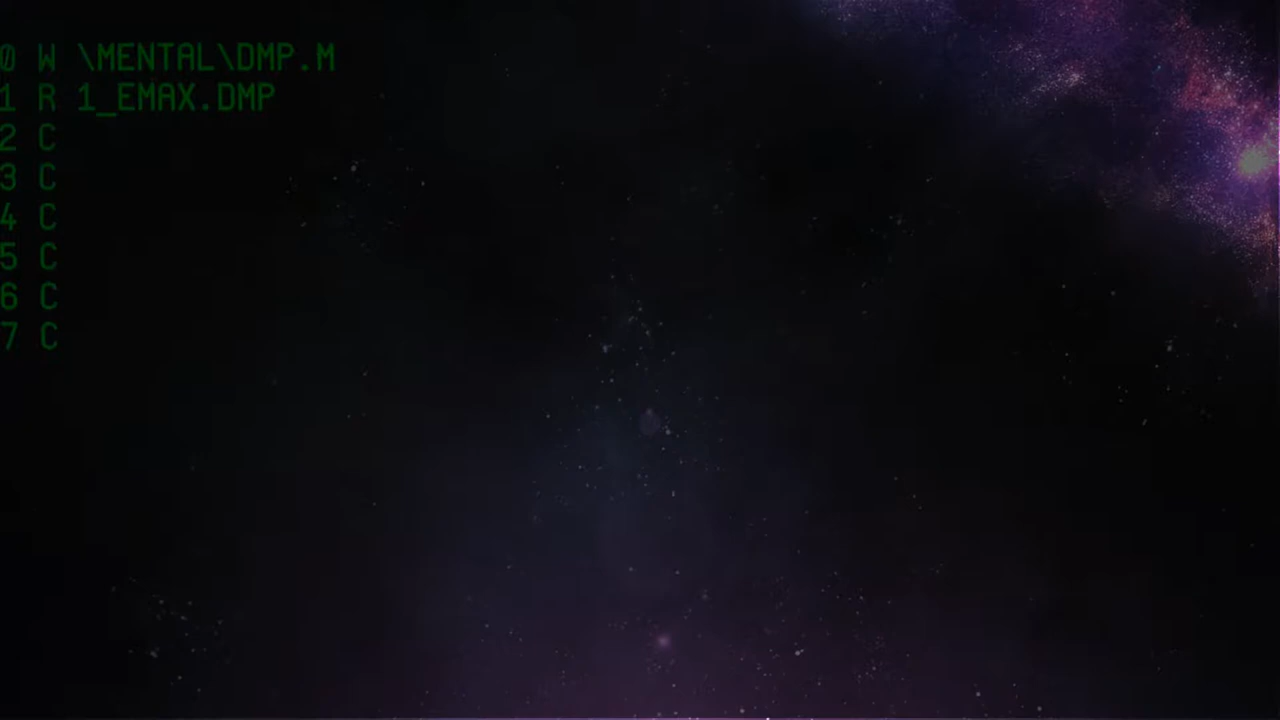 0 W \MENTAL\DMP.M
1 R 1_EMAX.DMP
2 C
3 C
4 C
5 C
6 C
7 C